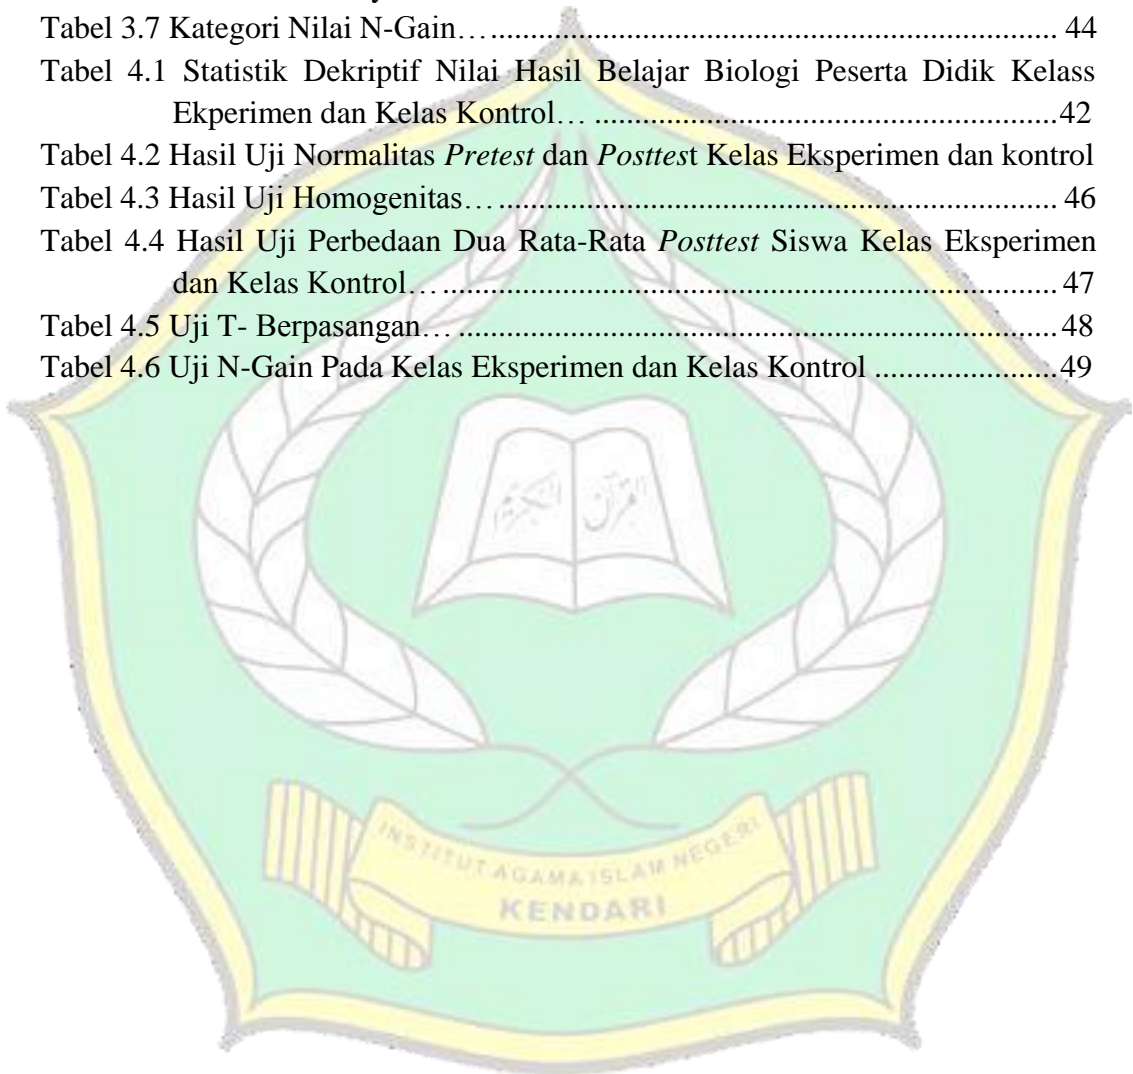 Tabel 3.7 Kategori Nilai N-Gain…........................................................................ 44
Tabel 4.1 Statistik Dekriptif Nilai Hasil Belajar Biologi Peserta Didik Kelass
Ekperimen dan Kelas Kontrol… ...........................................................42
Tabel 4.2 Hasil Uji Normalitas Pretest dan Posttest Kelas Eksperimen dan kontrol
Tabel 4.3 Hasil Uji Homogenitas…....................................................................... 46
Tabel 4.4 Hasil Uji Perbedaan Dua Rata-Rata Posttest Siswa Kelas Eksperimen
dan Kelas Kontrol….............................................................................. 47
Tabel 4.5 Uji T- Berpasangan…............................................................................48
Tabel 4.6 Uji N-Gain Pada Kelas Eksperimen dan Kelas Kontrol .......................49
INSTITUT AGAMA ISLAM NEGERI
KENDARI